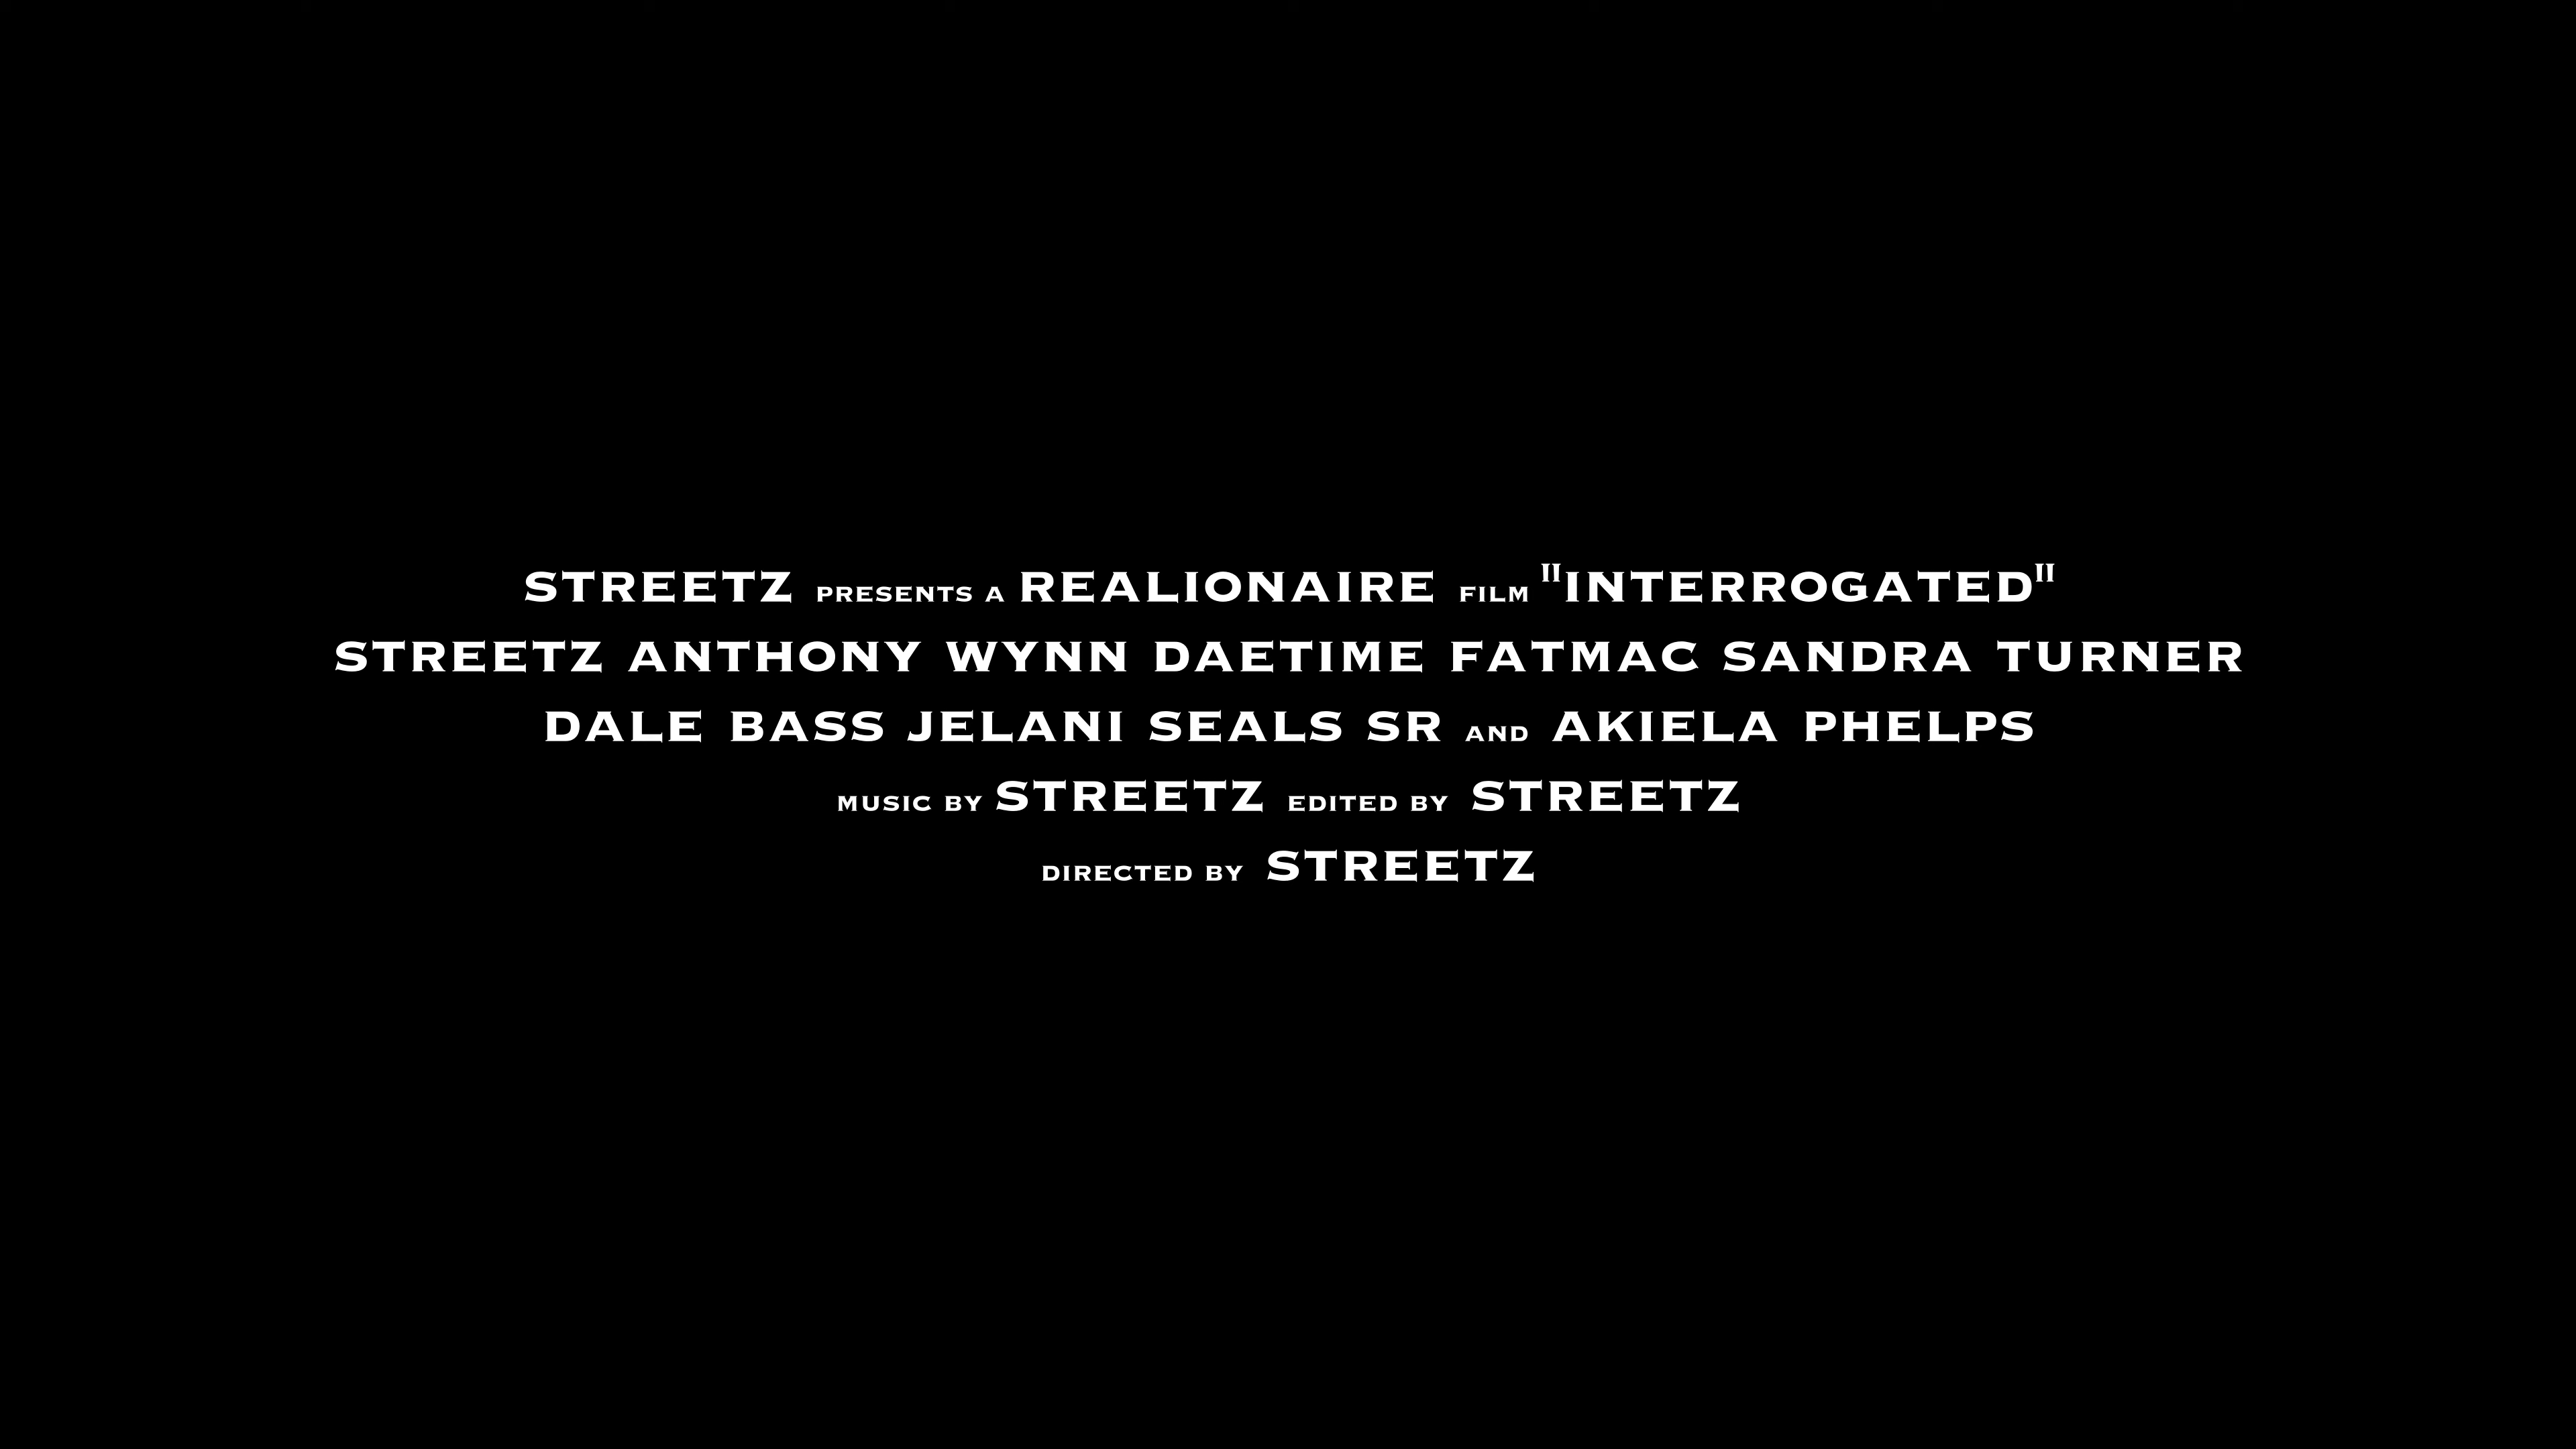 STREETZ PRESENTS A REALIONAIRE FILM "INTERROGATED"
STREETZ ANTHONY WYNN DAETIME FATMAC SANDRA TURNER
DALE BASS JELANI SEALS SR AND AKIELA PHELPS
MUSIC BY STREETZ EDITED BY STREETZ
DIRECTED BY STREETZ